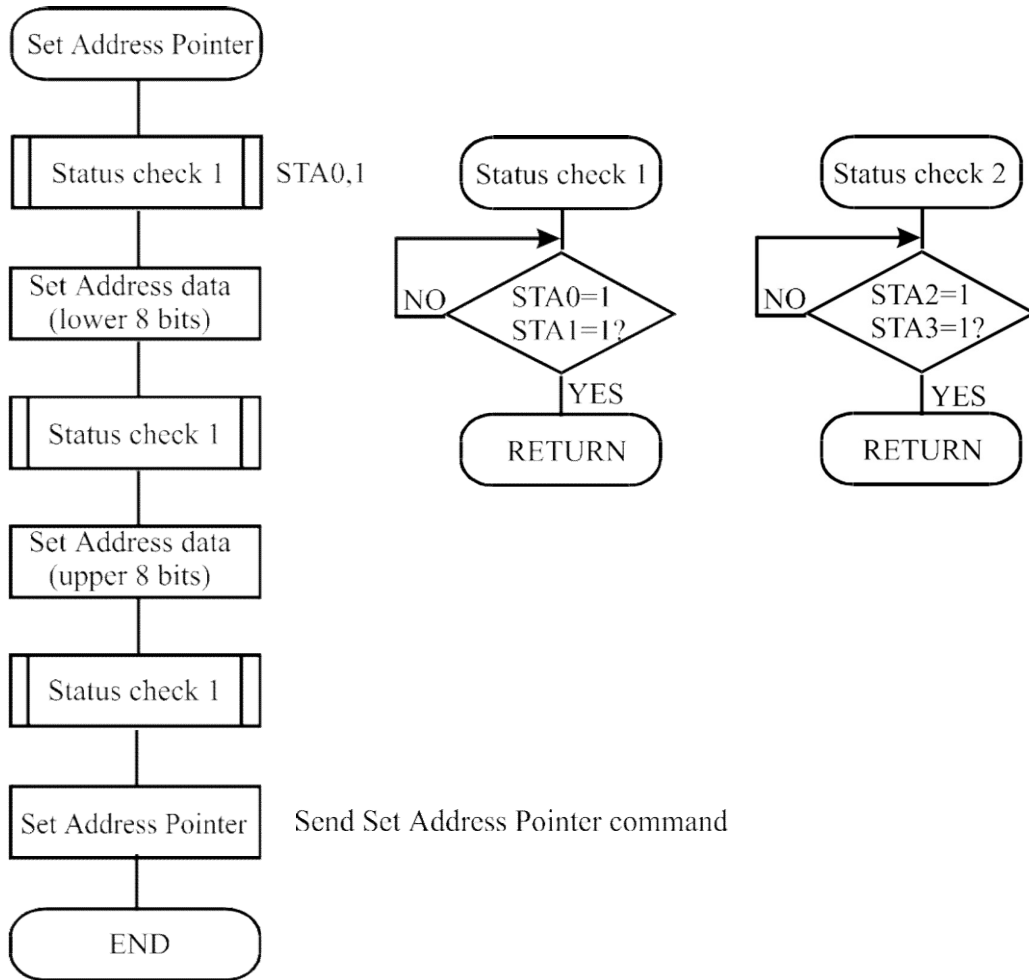 Set Address Pointer
Status check 1
STA0,1
Set Address data
(lower 8 bits)
Status check 1
Set Address data
(upper 8 bits)
Status check 1
Set Address Pointer
Send Set Address Pointer command
END
Status check 1
NO
STA0=1
STA1=1?
YES
RETURN
Status check 2
NO
STA2=1
STA3=1?
YES
RETURN